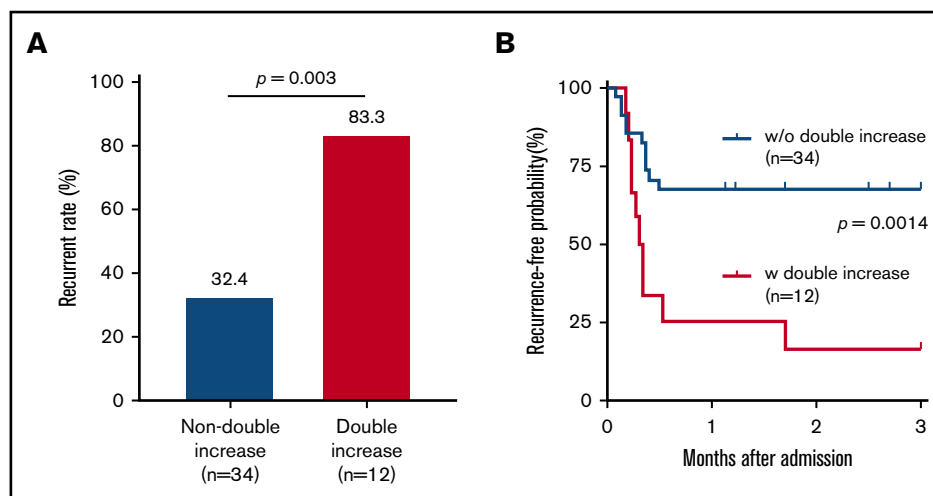 A
p = 0.003
100
80
60
40
20
0
Recurrent rate (%)
32.4
83.3
Non-double
increase
(n=34)
Double
increase
(n=12)
B
100
75
50
25
0
Recurrence-free probability(%)
w/o double increase
(n=34)
p = 0.0014
w double increase
(n=12)
0
1
2
3
Months after admission